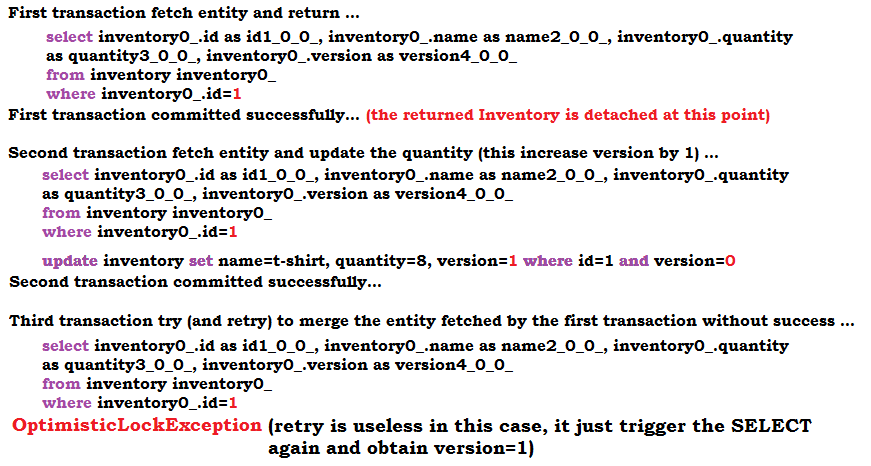 First transaction fetch entity and return ...
select inventory0_.id as id1_0_0_, inventory0_.name as name2_0_0_, inventory0_.quantity
as quantity3_0_0_, inventory0_.version as version4_0_0_
from inventory inventory0_
where inventory0_.id=1
First transaction committed successfully... (the returned Inventory is detached at this point)
Second transaction fetch entity and update the quantity (this increase version by 1) ...
select inventory0_.id as id1_0_0_, inventory0_.name as name2_0_0_, inventory0_.quantity
as quantity3_0_0_, inventory0_.version as version4_0_0_
from inventory inventory0_
where inventory0_.id=1
update inventory set name=t-shirt, quantity=8, version=1 where id=1 and version=0
Second transaction committed successfully...
Third transaction try (and retry) to merge the entity fetched by the first transaction without success ...
select inventory0_.id as id1_0_0_, inventory0_.name as name2_0_0_, inventory0_.quantity
as quantity3_0_0_, inventory0_.version as version4_0_0_
from inventory inventory0_
where inventory0_.id=1
OptimisticLockException (retry is useless in this case, it just trigger the SELECT
again and obtain version=1)